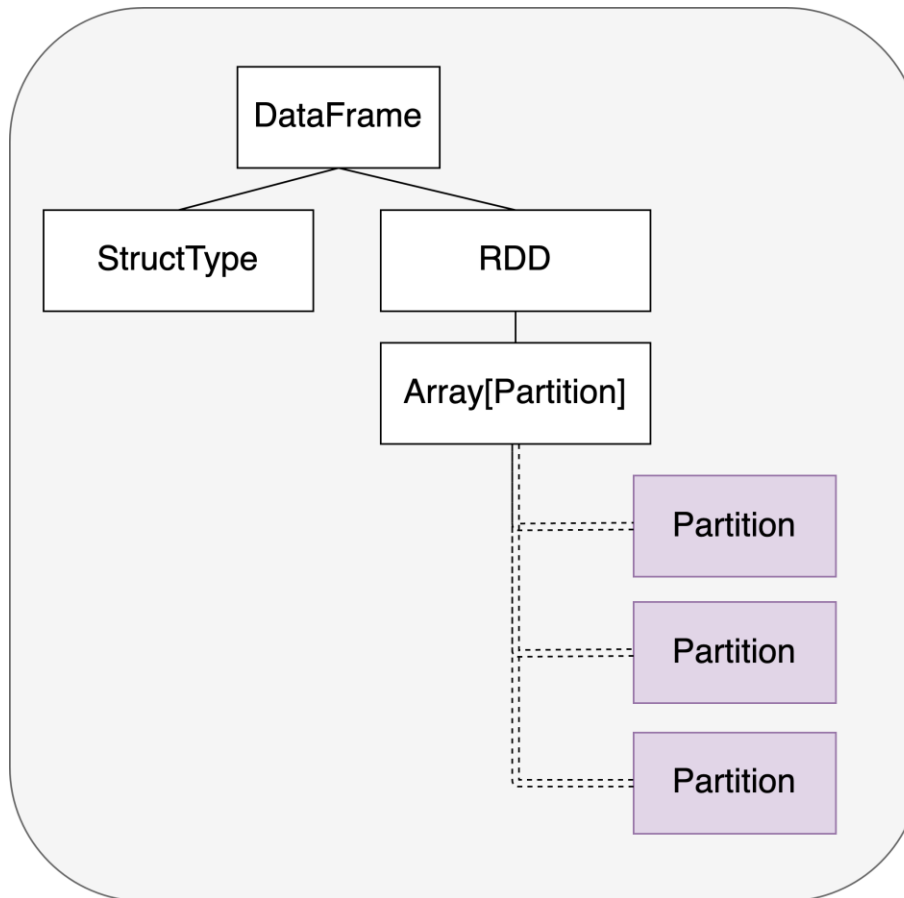 DataFrame
StructType
RDD
Array[Partition]
Partition
Partition
Partition